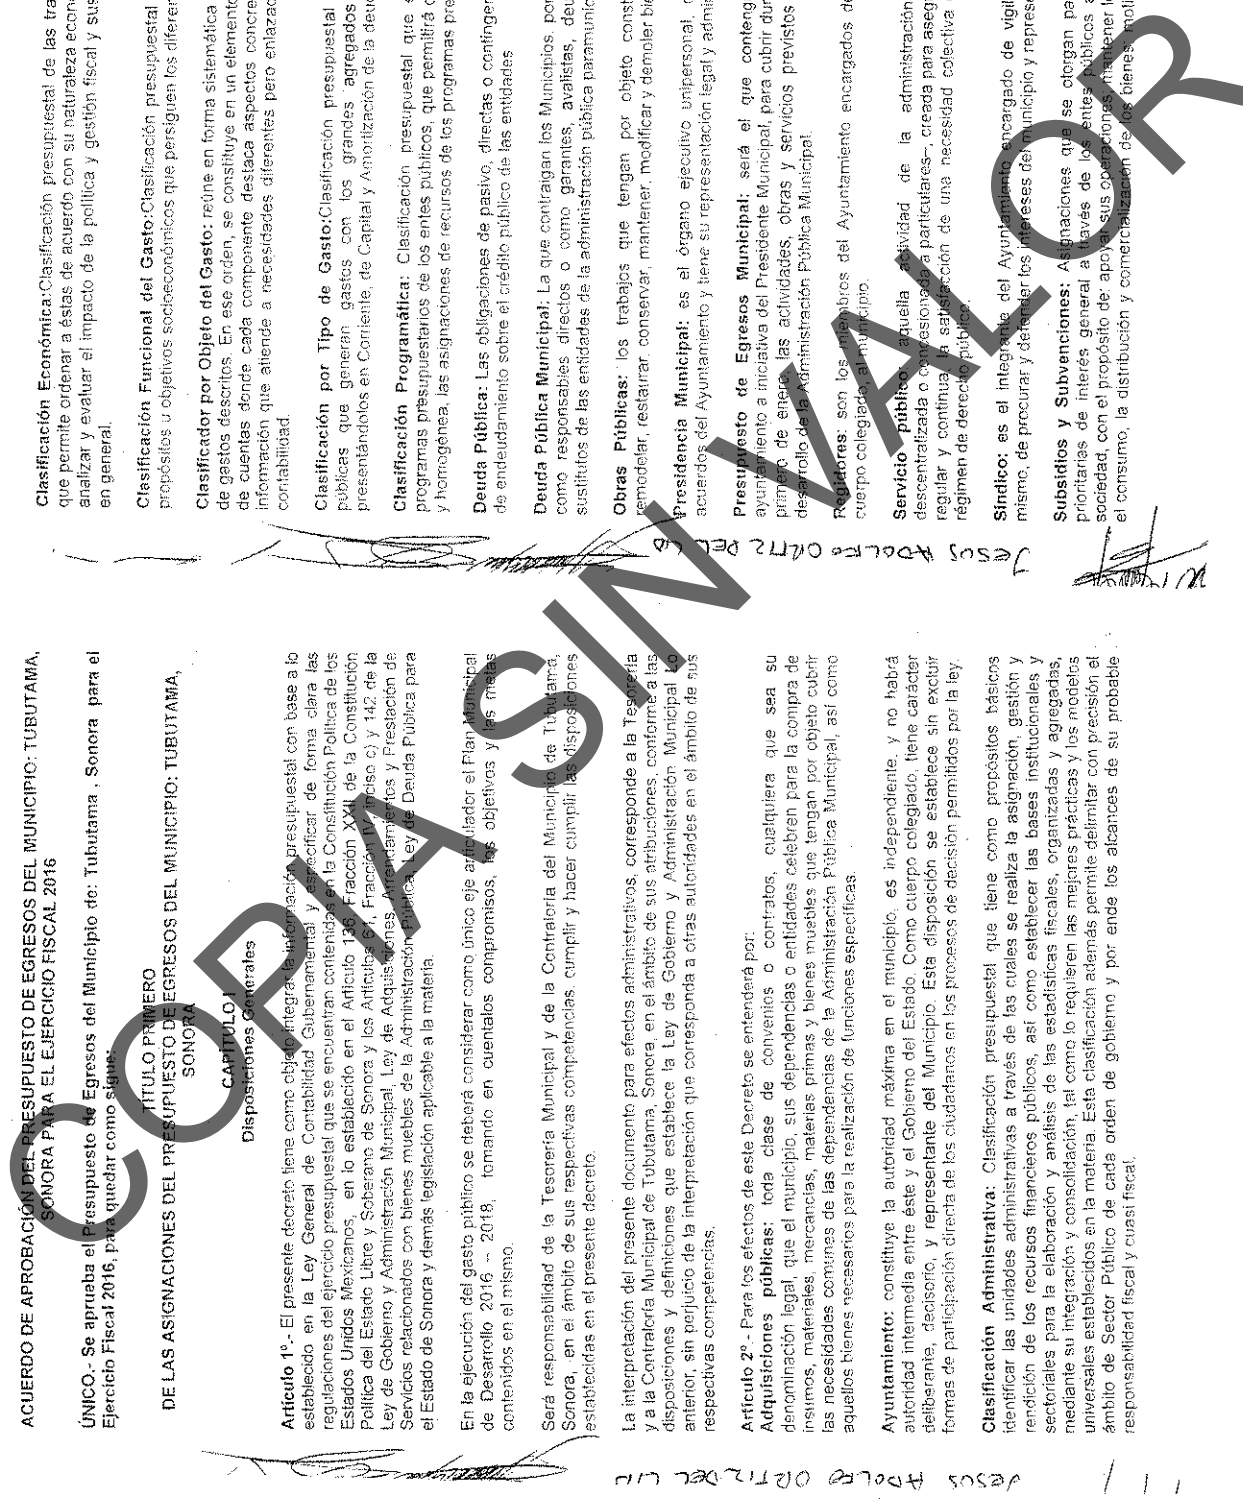 ACUERDO DE APROBACIÓN DEL PRESUPUESTO DE EGRESOS DEL MUNICIPIO: TUBUTAMA,
SONORA PARA EL EJERCICIO FISCAL 2016
ÚNICO.- Se aprueba el Presupuesto de Egresos del Municipio de: Tubutama , Sonora para el
Ejercicio Fiscal 2016, para quedar como sigue:
TÍTULO PRIMERO
DE LAS ASIGNACIONES DEL PRESUPUESTO DE EGRESOS DEL MUNICIPIO: TUBUTAMA,
SONORA
CAPÍTULO I
Disposiciones Generales
Artículo 1º.- El presente decreto tiene como objeto integrar la información presupuestal con base a lo
establecido en la Ley General de Contabilidad Gubernamental y especificar de forma clara las
regulaciones del ejercicio presupuestal que se encuentran contenidas en la Constitución Política de los
Estados Unidos Mexicanos, en lo establecido en el Artículo 136, Fracción XXII de la Constitución
Política del Estado Libre y Soberano de Sonora y los Artículos 61, Fracción IV, inciso c) y 142 de la
Ley de Gobierno y Administración Municipal, Ley de Adquisiciones, Arrendamientos y Prestación de
Servicios relacionados con bienes muebles de la Administración Pública, Ley de Deuda Pública para
el Estado de Sonora y demás legislación aplicable a la materia.
En la ejecución del gasto público se deberá considerar como único eje articulador el Plan Municipal
de Desarrollo 2016 – 2018, tomando en cuentalos compromisos, los objetivos y las metas
contenidos en el mismo.
Será responsabilidad de la Tesorería Municipal y de la Contraloría del Municipio de Tubutama,
Sonora, en el ámbito de sus respectivas competencias, cumplir y hacer cumplir las disposiciones
establecidas en el presente decreto.
La interpretación del presente documento para efectos administrativos, corresponde a la Tesorería
y a la Contraloría Municipal de Tubutama, Sonora, en el ámbito de sus atribuciones, conforme a las
disposiciones y definiciones que establece la Ley de Gobierno y Administración Municipal Lo
anterior, sin perjuicio de la interpretación que corresponda a otras autoridades en el ámbito de sus
respectivas competencias.
Artículo 2º.- Para los efectos de este Decreto se entenderá por:
Adquisiciones públicas: toda clase de convenios o contratos, cualquiera que sea su
denominación legal, que el municipio, sus dependencias o entidades celebren para la compra de
insumos, materiales, mercancías, materias primas y bienes muebles que tengan por objeto cubrir
las necesidades comunes de las dependencias de la Administración Pública Municipal, así como
aquellos bienes necesarios para la realización de funciones específicas.
Ayuntamiento: constituye la autoridad máxima en el municipio, es independiente, y no habrá
autoridad intermedia entre éste y el Gobierno del Estado. Como cuerpo colegiado, tiene carácter
deliberante, decisorio, y representante del Municipio. Esta disposición se establece sin excluir
formas de participación directa de los ciudadanos en los procesos de decisión permitidos por la ley.
Clasificación Administrativa: Clasificación presupuestal que tiene como propósitos básicos
identificar las unidades administrativas a través de las cuales se realiza la asignación, gestión y
rendición de los recursos financieros públicos, así como establecer las bases institucionales y
sectoriales para la elaboración y análisis de las estadísticas fiscales, organizadas y agregadas,
mediante su integración y consolidación, tal como lo requieren las mejores prácticas y los modelos
universales establecidos en la materia. Esta clasificación además permite delimitar con precisión el
ámbito de Sector Público de cada orden de gobierno y por ende los alcances de su probable
responsabilidad fiscal y cuasi fiscal.
JESUS ADOLFO ORTIZ DEL CID
Clasificación Económica: Clasificación presupuestal de las tra
que permite ordenar a éstas de acuerdo con su naturaleza econ
analizar y evaluar el impacto de la política y gestión fiscal y sus
en general.
Clasificación Funcional del Gasto: Clasificación presupuestal
propósitos u objetivos socioeconómicos que persiguen los diferen
Clasificador por Objeto del Gasto: reúne en forma sistemática
de gastos descritos. En ese orden, se constituye en un elemento
de cuentas donde cada componente destaca aspectos concre
información que atiende a necesidades diferentes pero enlazad
contabilidad.
Clasificación por Tipo de Gasto: Clasificación presupuestal
públicas que generan gastos con los grandes agregados
presentándolos en Corriente, de Capital y Amortización de la deud
Clasificación Programática: Clasificación presupuestal que
programas presupuestarios de los entes públicos, que permitirá o
y homogénea, las asignaciones de recursos de los programas pre
Deuda Pública: Las obligaciones de pasivo, directas o contingen
de endeudamiento sobre el crédito público de las entidades
Deuda Pública Municipal: La que contraigan los Municipios, por
como responsables directos o como garantes, avalistas, deu
sustitutos de las entidades de la administración pública paramunic
Obras Públicas: los trabajos que tengan por objeto const
remodelar, restaurar, conservar, mantener, modificar y demoler bie
Presidencia Municipal: es el órgano ejecutivo unipersonal,
acuerdos del Ayuntamiento y tiene su representación legal y admi
Presupuesto de Egresos Municipal: será el que conteng
ayuntamiento a iniciativa del Presidente Municipal, para cubrir dur
primero de enero, las actividades, obras y servicios previstos
desarrollo de la Administración Pública Municipal.
Regidores: son los miembros del Ayuntamiento encargados de
cuerpo colegiado, al municipio.
Servicio público: aquella actividad de la administración
descentralizada o concesionada a particulares–, creada para aseg
regular y continua, la satisfacción de una necesidad colectiva
régimen de derecho público.
Síndico: es el integrante del Ayuntamiento encargado de vigil
mismo, de procurar y defender los intereses del municipio y represe
Subsidios y Subvenciones: Asignaciones que se otorgan pa
prioritarias de interés general a través de los entes públicos a
sociedad, con el propósito de: apoyar sus operaciones; mantener
el consumo, la distribución y comercialización de los bienes; moti
JESUS ADOLFO ORTIZ DEL CID
COPIA SIN VALOR